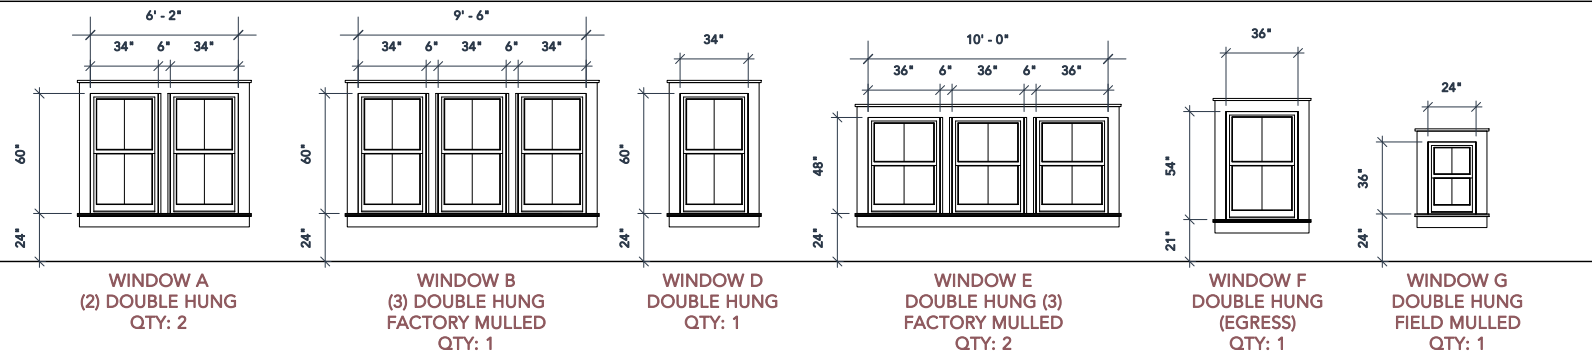 6' - 2"
34" 6" 34"
60"
24"
WINDOW A
(2) DOUBLE HUNG
QTY: 2
9' - 6"
34" 6" 34" 6" 34"
60"
24"
WINDOW B
(3) DOUBLE HUNG
FACTORY MULLED
QTY: 1
34"
60"
24"
WINDOW D
DOUBLE HUNG
QTY: 1
10' - 0"
36" 6" 36" 6" 36"
48"
24"
WINDOW E
DOUBLE HUNG (3)
FACTORY MULLED
QTY: 2
36"
54"
21"
WINDOW F
DOUBLE HUNG
(EGRESS)
QTY: 1
24"
36"
24"
WINDOW G
DOUBLE HUNG
FIELD MULLED
QTY: 1